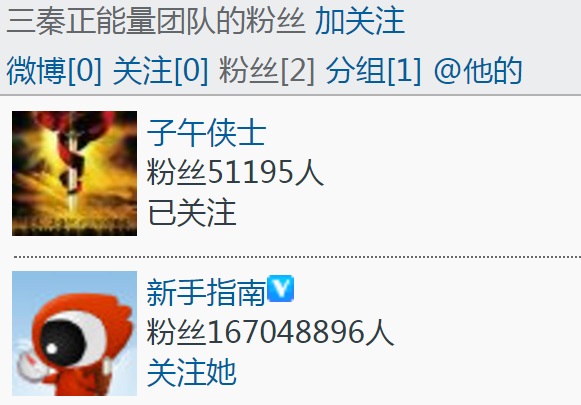 三秦正能量团队的粉丝 加关注
微博[0] 关注[0] 粉丝[2] 分组[1] @他的
子午侠士
粉丝51195人
已关注
新手指南V
粉丝167048896人
关注她